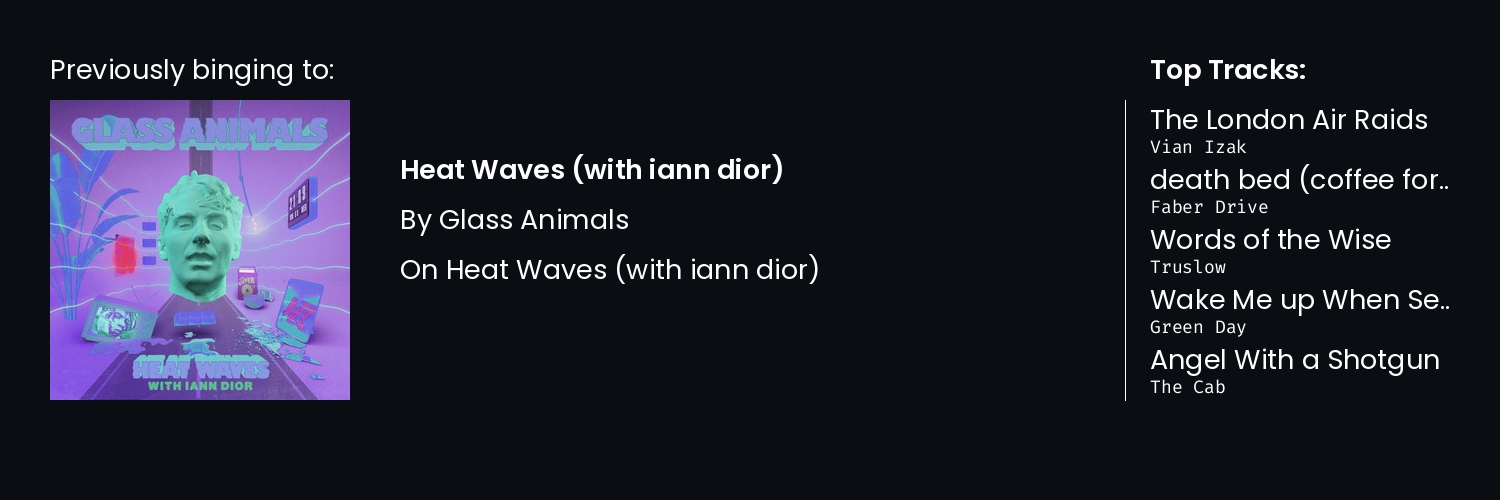 Previously binging to:
GLASS ANIMALS
HEAT WAVES
WITH IANN DIOR
Heat Waves (with iann dior)
By Glass Animals
On Heat Waves (with iann dior)
Top Tracks:
The London Air Raids
Vian Izak
death bed (coffee for..
Faber Drive
Words of the Wise
Truslow
Wake Me up When Se..
Green Day
Angel With a Shotgun
The Cab